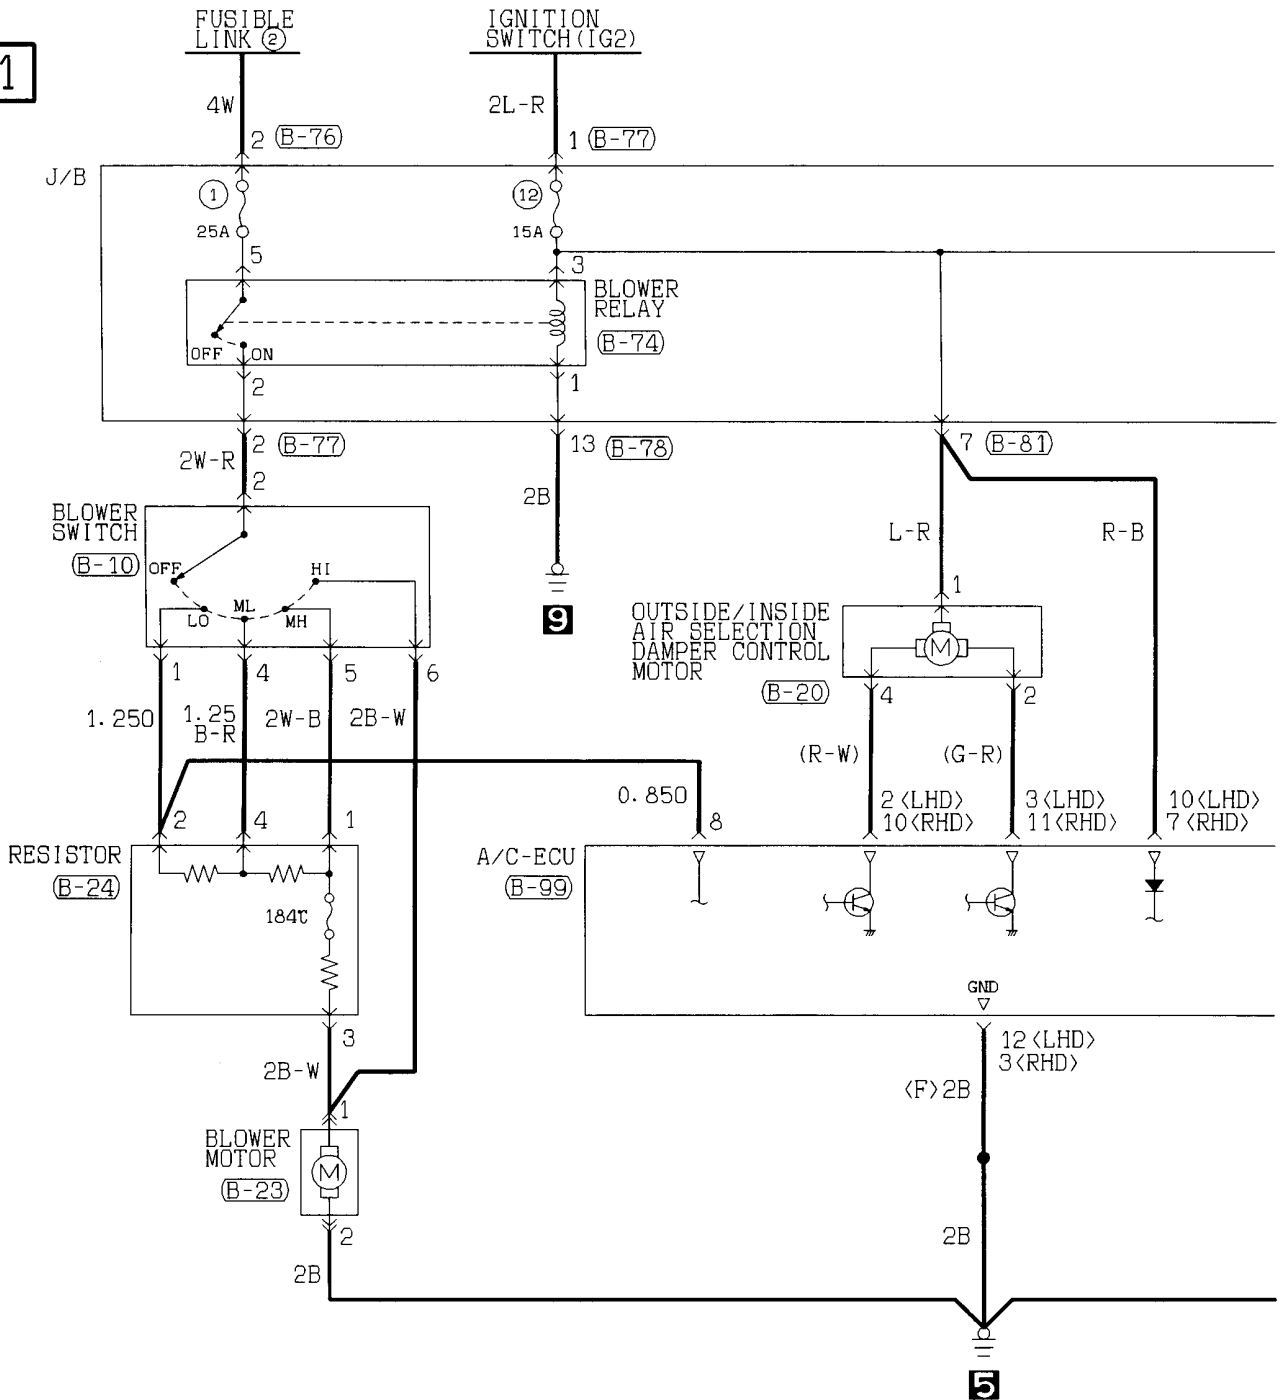 FUSIBLE
LINK ②
IGNITION
SWITCH(IG2)
1
4W
2L-R
2 (B-76)
1 (B-77)
J/B
1
12
25A
15A
5
3
BLOWER
RELAY
(B-74)
OFF
ON
2
1
2 (B-77)
13 (B-78)
7 (B-81)
2W-R
2
2B
BLOWER
SWITCH
(B-10)
OFF
HI
LO
ML
MH
9
L-R
R-B
1
OUTSIDE/INSIDE
AIR SELECTION
DAMPER CONTROL
MOTOR
(B-20)
M
1
4
5
6
4
2
1.25O
1.25
B-R
2W-B
2B-W
(R-W)
(G-R)
0.85O
2
4
1
8
2<LHD>
10<RHD>
3<LHD>
11<RHD>
10<LHD>
7<RHD>
RESISTOR
(B-24)
184℃
A/C-ECU
(B-99)
GND
3
12<LHD>
3<RHD>
2B-W
<F>2B
1
BLOWER
MOTOR
(B-23)
M
2
2B
2B
5